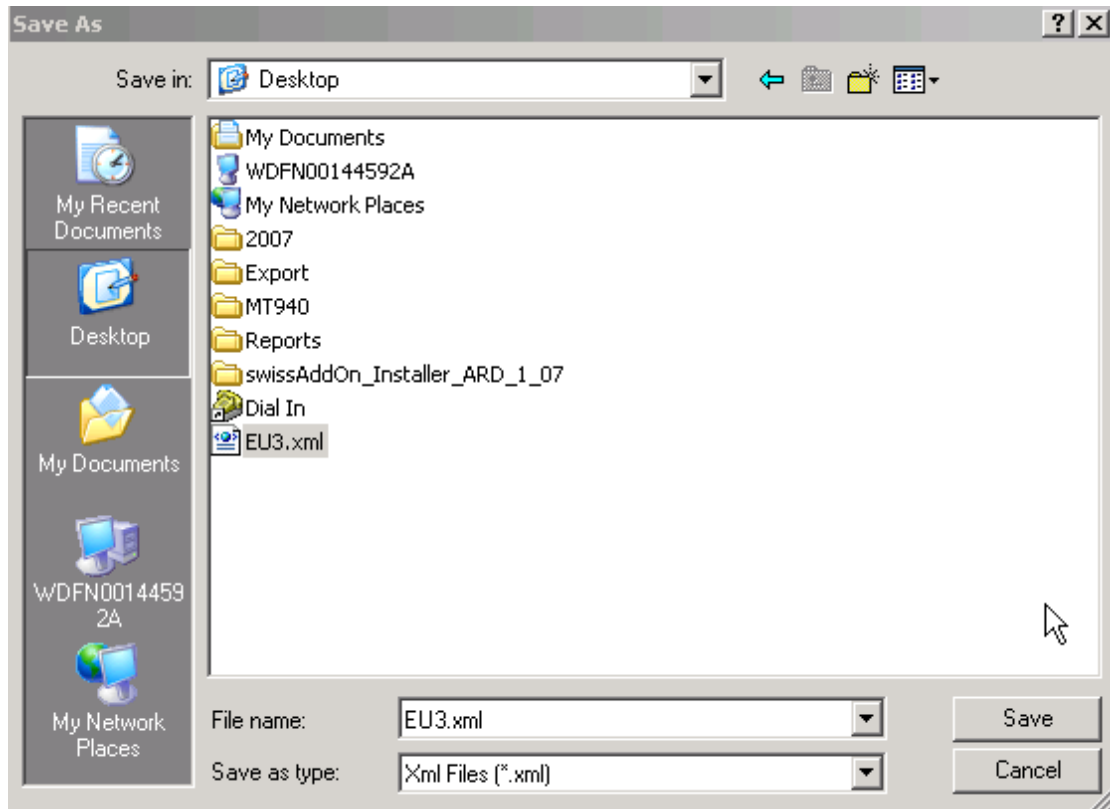 Save As
Save in:
Desktop
My Recent
Documents
Desktop
My Documents
WDFN0014459
2A
My Network
Places
My Documents
WDFN00144592A
My Network Places
2007
Export
MT940
Reports
swissAddOn_Installer_ARD_1_07
Dial In
EU3.xml
File name:
EU3.xml
Save
Save as type:
Xml Files (*.xml)
Cancel